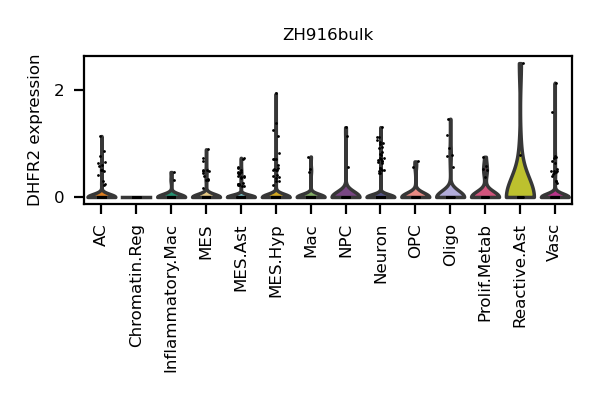 ZH916bulk
DHFR2 expression
2
0
AC
Chromatin.Reg
Inflammatory.Mac
MES
MES.Ast
MES.Hyp
Mac
NPC
Neuron
OPC
Oligo
Prolif.Metab
Reactive.Ast
Vasc